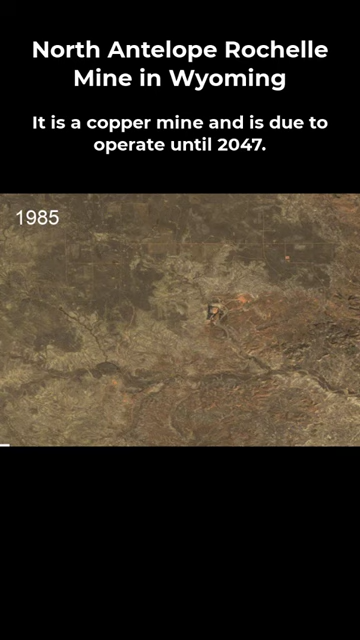 North Antelope Rochelle
Mine in Wyoming
It is a copper mine and is due to
operate until 2047.
1985